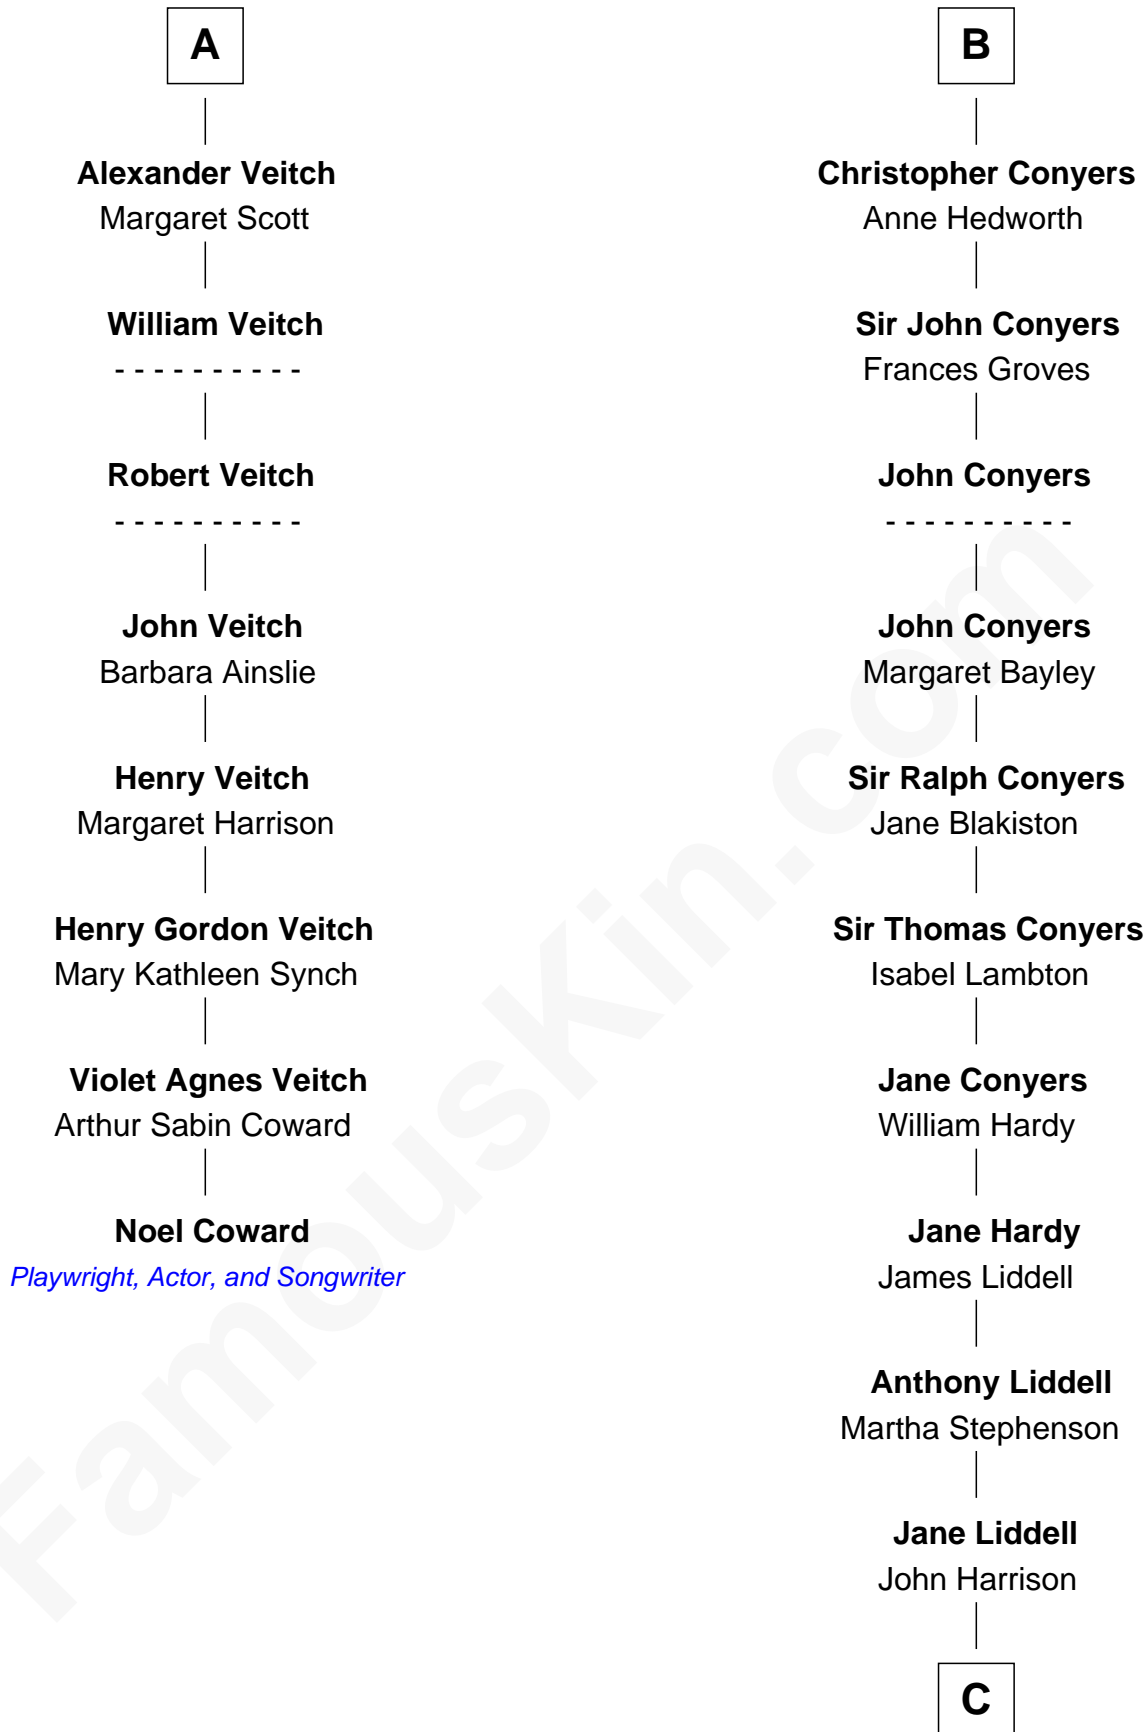 A
Alexander Veitch
Margaret Scott
William Veitch
- - - - - - - - - -
Robert Veitch
- - - - - - - - - -
John Veitch
Barbara Ainslie
Henry Veitch
Margaret Harrison
Henry Gordon Veitch
Mary Kathleen Synch
Violet Agnes Veitch
Arthur Sabin Coward
Noel Coward
Playwright, Actor, and Songwriter
B
Christopher Conyers
Anne Hedworth
Sir John Conyers
Frances Groves
John Conyers
- - - - - - - - - -
John Conyers
Margaret Bayley
Sir Ralph Conyers
Jane Blakiston
Sir Thomas Conyers
Isabel Lambton
Jane Conyers
William Hardy
Jane Hardy
James Liddell
Anthony Liddell
Martha Stephenson
Jane Liddell
John Harrison
C
FamousKin.com